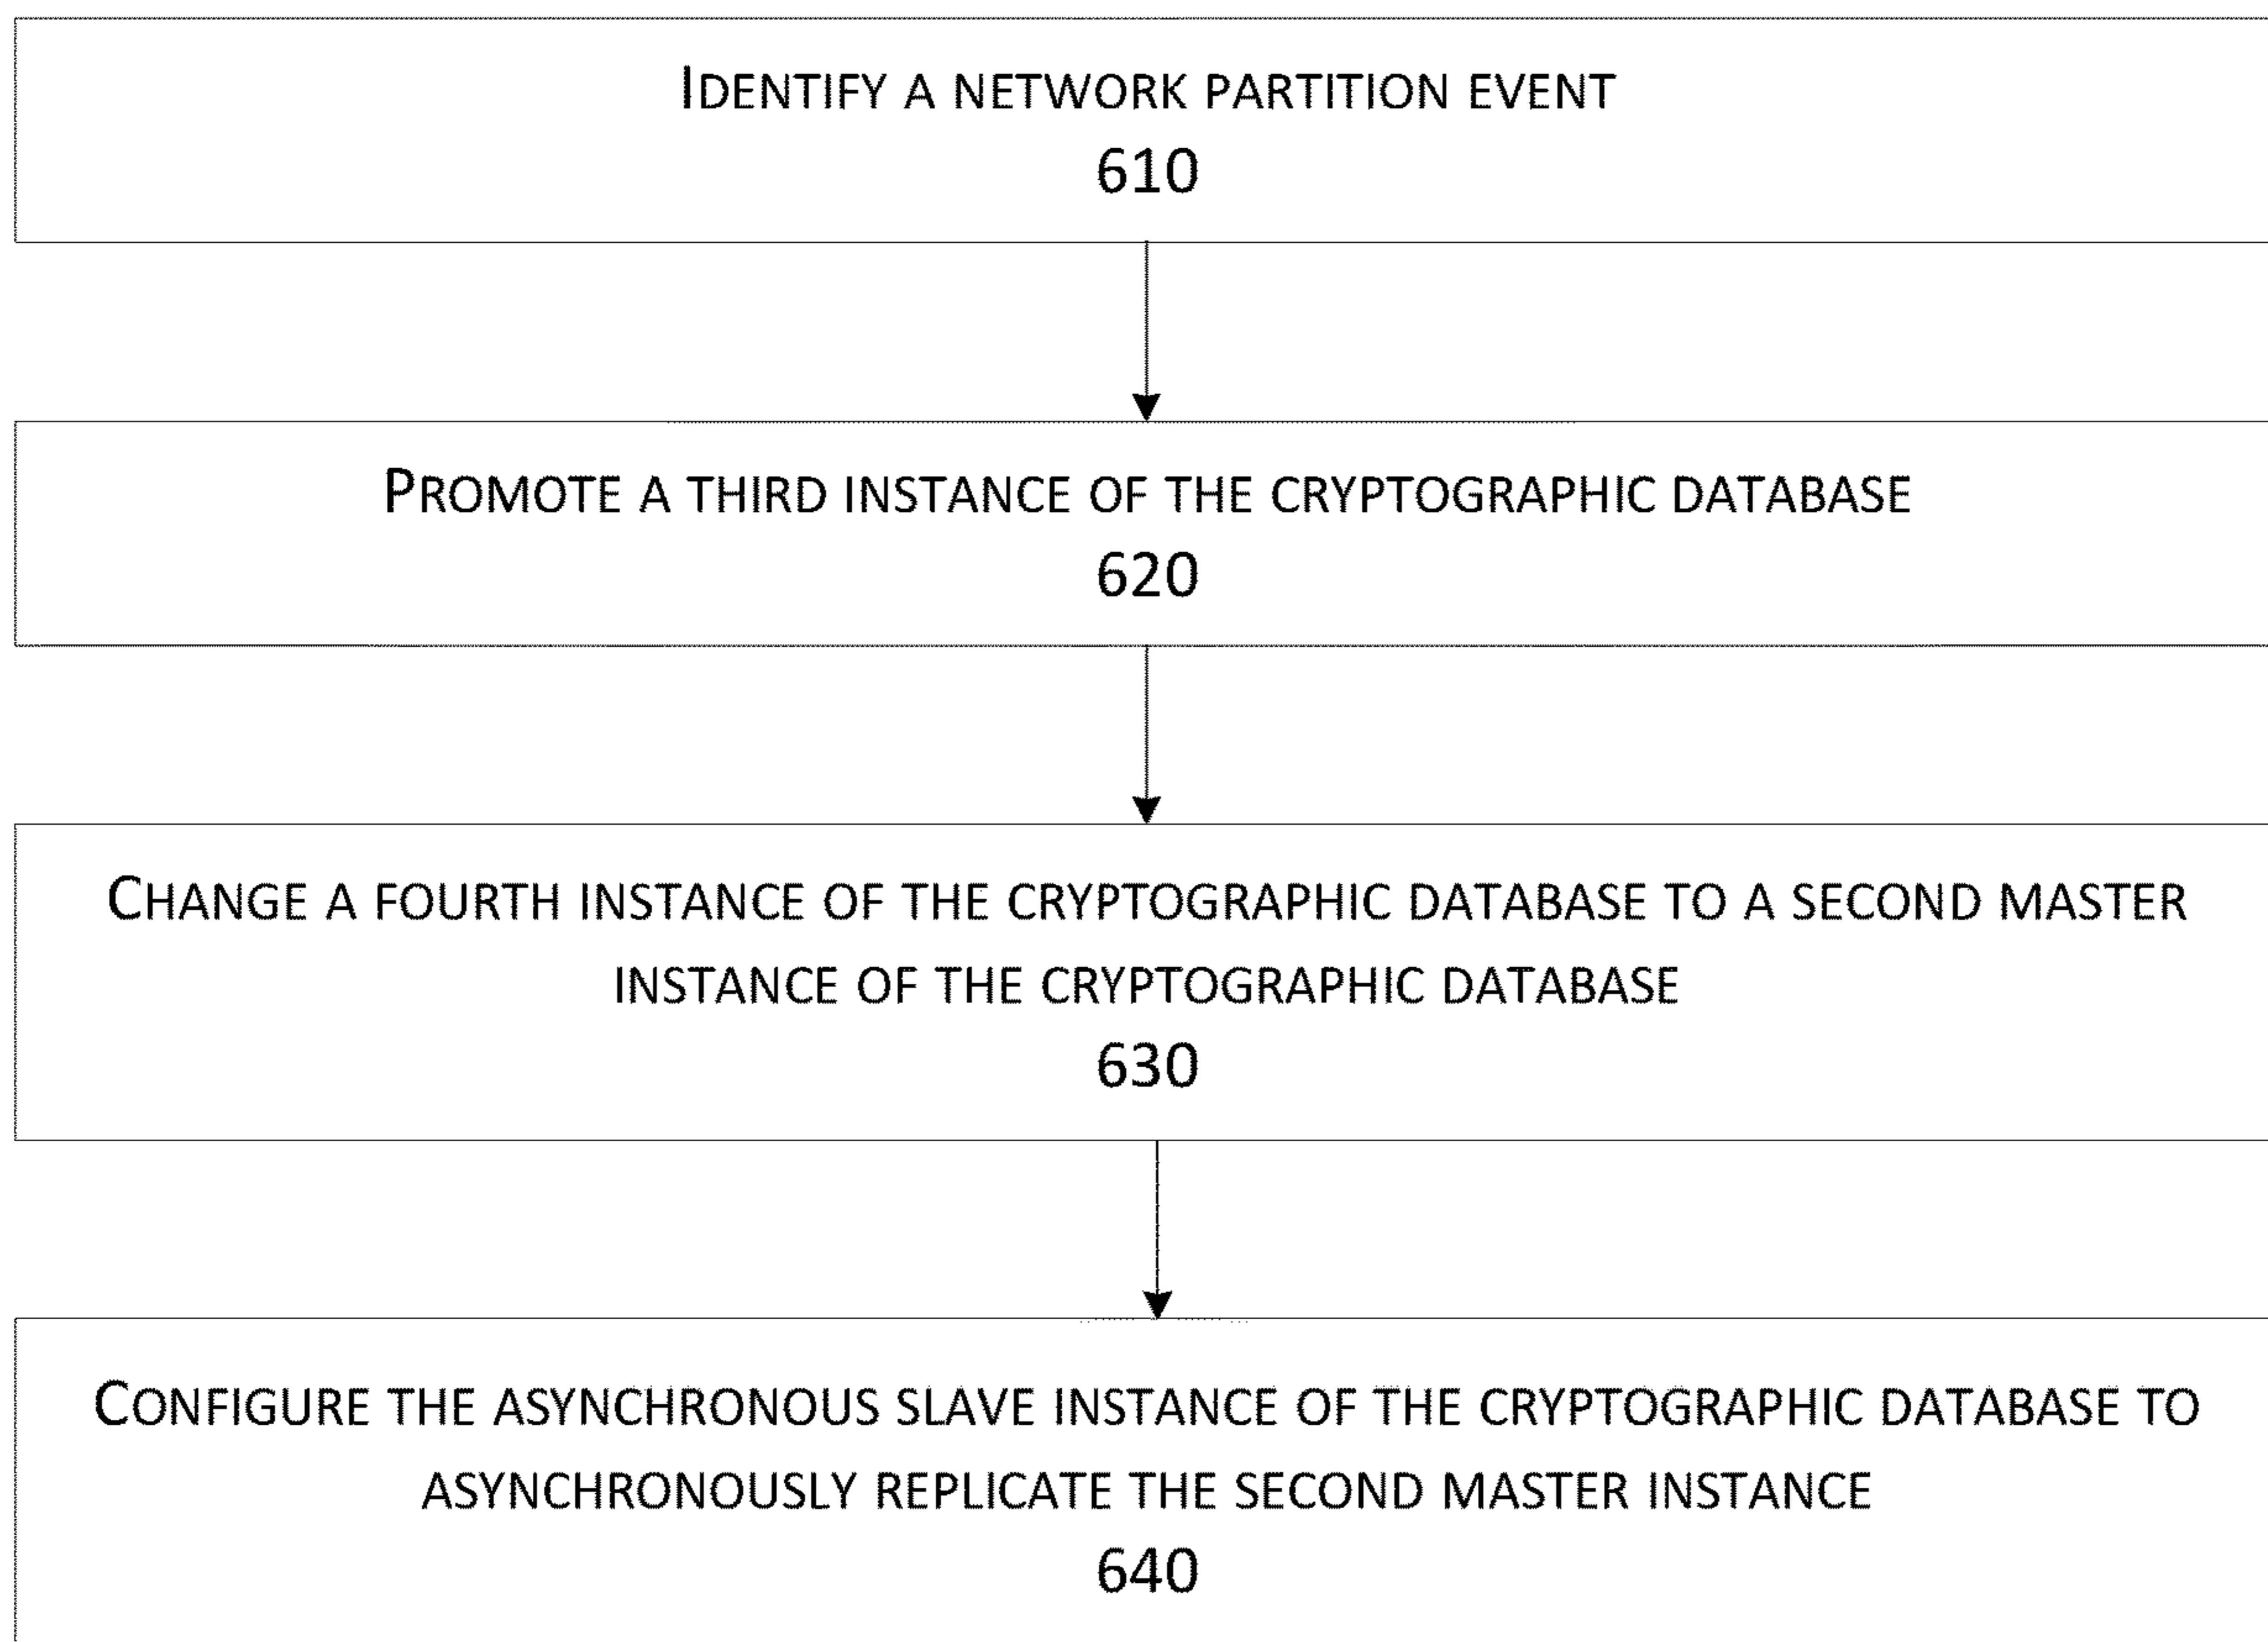 IDENTIFY A NETWORK PARTITION EVENT
610
PROMOTE A THIRD INSTANCE OF THE CRYPTOGRAPHIC DATABASE
620
CHANGE A FOURTH INSTANCE OF THE CRYPTOGRAPHIC DATABASE TO A SECOND MASTER
INSTANCE OF THE CRYPTOGRAPHIC DATABASE
630
CONFIGURE THE ASYNCHRONOUS SLAVE INSTANCE OF THE CRYPTOGRAPHIC DATABASE TO
ASYNCHRONOUSLY REPLICATE THE SECOND MASTER INSTANCE
640